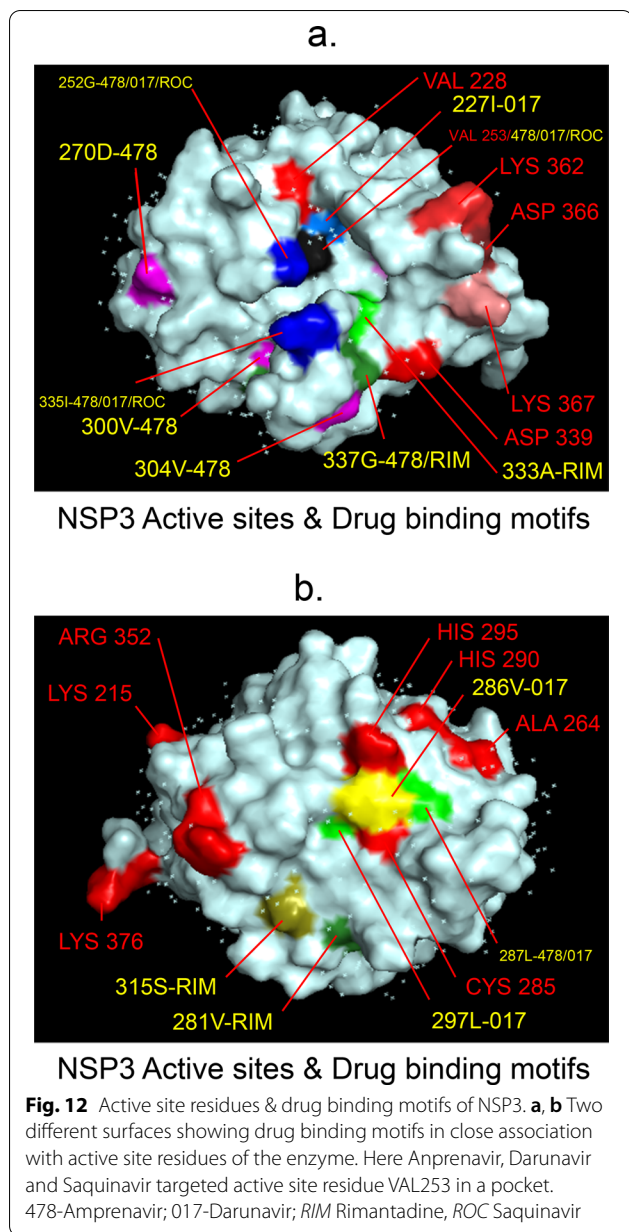 a.
252G-478/017/ROC
VAL 228
227I-017
VAL 253/478/017/ROC
270D-478
LYS 362
ASP 366
335I-478/017/ROC
300V-478
304V-478
337G-478/RIM
LYS 367
ASP 339
333A-RIM
NSP3 Active sites & Drug binding motifs
b.
ARG 352
HIS 295
HIS 290
286V-017
LYS 215
ALA 264
LYS 376
287L-478/017
315S-RIM
CYS 285
281V-RIM
297L-017
NSP3 Active sites & Drug binding motifs
Fig. 12 Active site residues & drug binding motifs of NSP3. a, b Two
different surfaces showing drug binding motifs in close association
with active site residues of the enzyme. Here Anprenavir, Darunavir
and Saquinavir targeted active site residue VAL253 in a pocket.
478-Amprenavir; 017-Darunavir; RIM Rimantadine, ROC Saquinavir